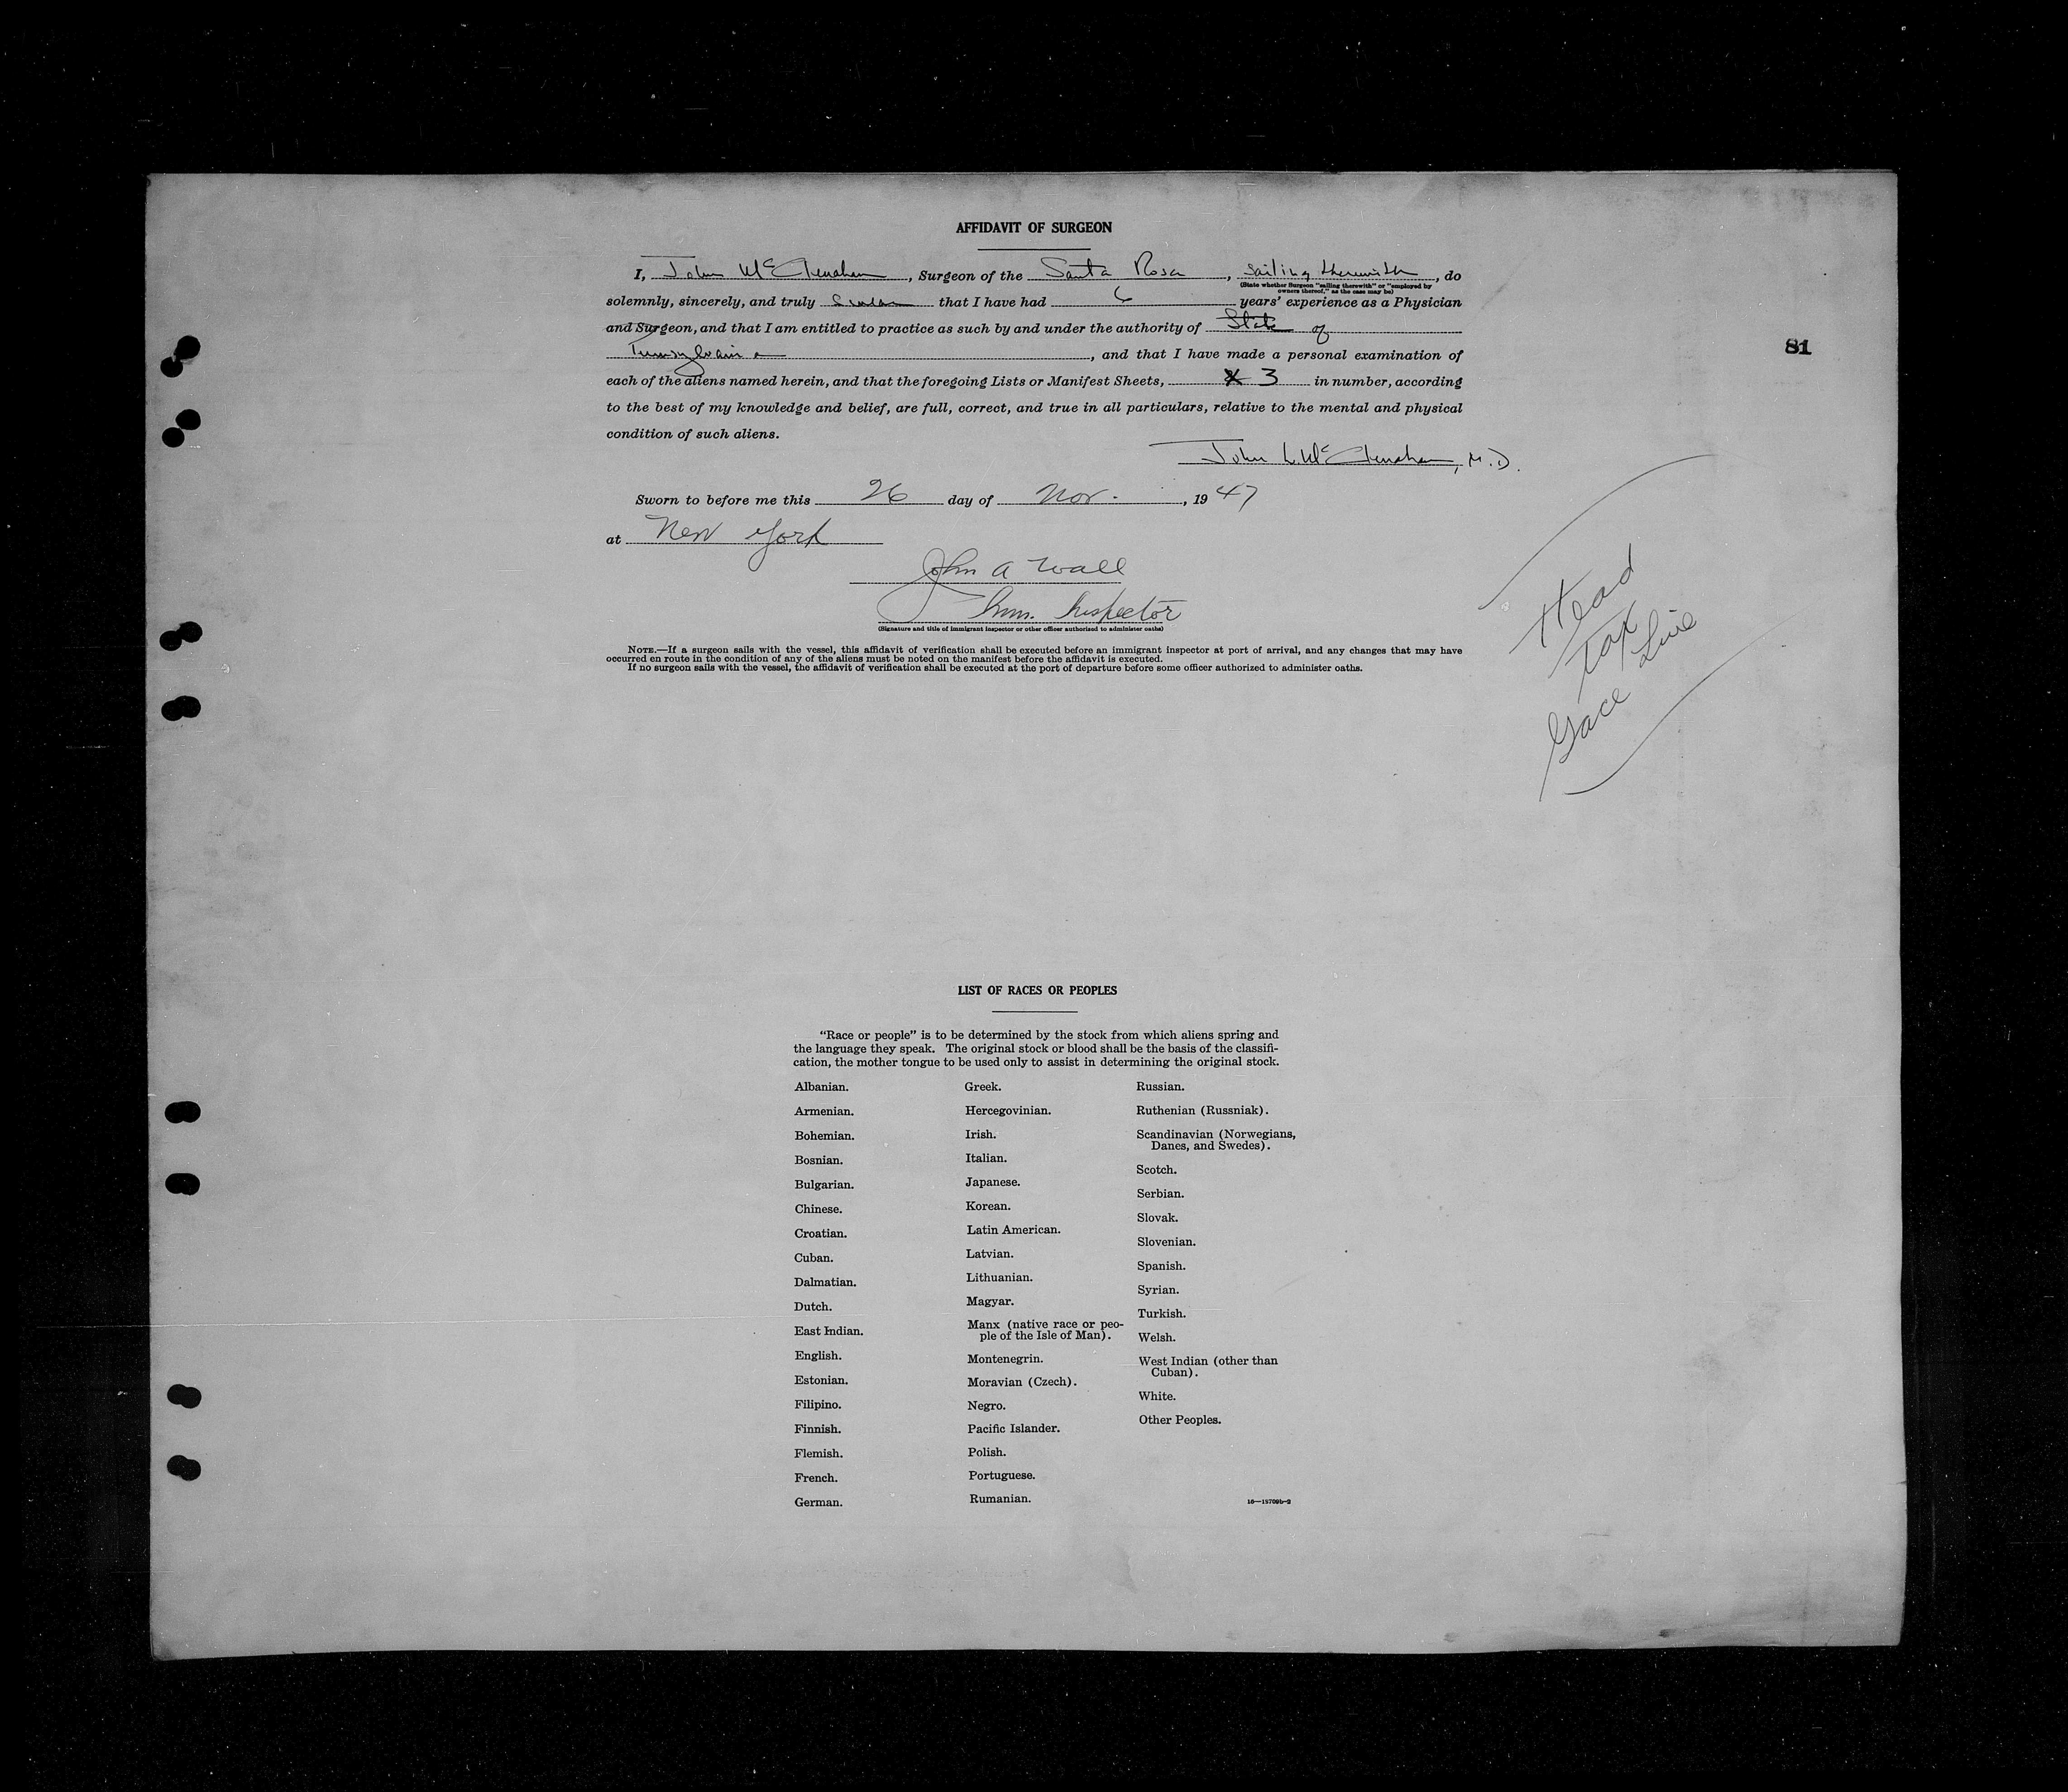 AFFIDAVIT OF SURGEON
I, John McClenahan, Surgeon of the Santa Rosa, sailing therewith, do
(State whether Surgeon "sailing therewith" or "employed by
owners thereof," as the case may be)
solemnly, sincerely, and truly swear that I have had 6 years' experience as a Physician
and Surgeon, and that I am entitled to practice as such by and under the authority of State of
Pennsylvania, and that I have made a personal examination of
each of the aliens named herein, and that the foregoing Lists or Manifest Sheets, 3 in number, according
to the best of my knowledge and belief, are full, correct, and true in all particulars, relative to the mental and physical
condition of such aliens.
John L. McClenahan, M.D.
Sworn to before me this 26 day of Nov., 1947
at New York
John A Wall
Imm. Inspector
(Signature and title of immigrant inspector or other officer authorized to administer oaths)
NOTE.—If a surgeon sails with the vessel, this affidavit of verification shall be executed before an immigrant inspector at port of arrival, and any changes that may have
occurred en route in the condition of any of the aliens must be noted on the manifest before the affidavit is executed.
If no surgeon sails with the vessel, the affidavit of verification shall be executed at the port of departure before some officer authorized to administer oaths.
81
Head
tax
Grace Line
LIST OF RACES OR PEOPLES
"Race or people" is to be determined by the stock from which aliens spring and
the language they speak. The original stock or blood shall be the basis of the classifi-
cation, the mother tongue to be used only to assist in determining the original stock.
Albanian.
Armenian.
Bohemian.
Bosnian.
Bulgarian.
Chinese.
Croatian.
Cuban.
Dalmatian.
Dutch.
East Indian.
English.
Estonian.
Filipino.
Finnish.
Flemish.
French.
German.
Greek.
Hercegovinian.
Irish.
Italian.
Japanese.
Korean.
Latin American.
Latvian.
Lithuanian.
Magyar.
Manx (native race or peo-
ple of the Isle of Man).
Montenegrin.
Moravian (Czech).
Negro.
Pacific Islander.
Polish.
Portuguese.
Rumanian.
Russian.
Ruthenian (Russniak).
Scandinavian (Norwegians,
Danes, and Swedes).
Scotch.
Serbian.
Slovak.
Slovenian.
Spanish.
Syrian.
Turkish.
Welsh.
West Indian (other than
Cuban).
White.
Other Peoples.